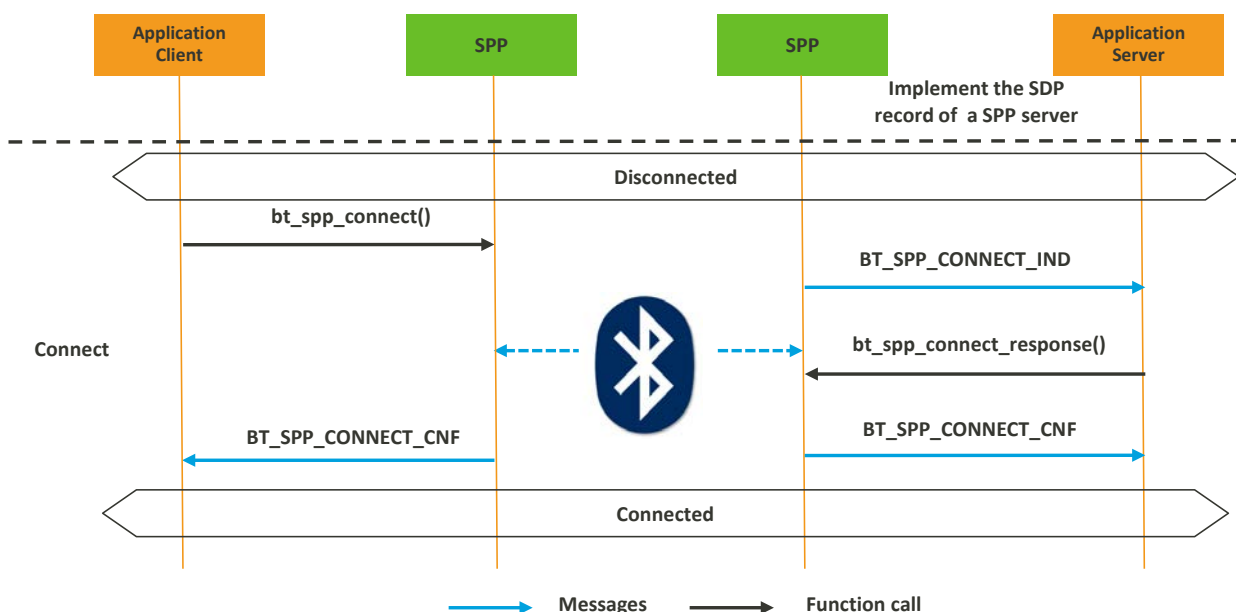 Application
Client
SPP
SPP
Application
Server
Implement the SDP
record of a SPP server
Disconnected
bt_spp_connect()
BT_SPP_CONNECT_IND
Connect
bt_spp_connect_response()
BT_SPP_CONNECT_CNF
BT_SPP_CONNECT_CNF
Connected
Messages
Function call